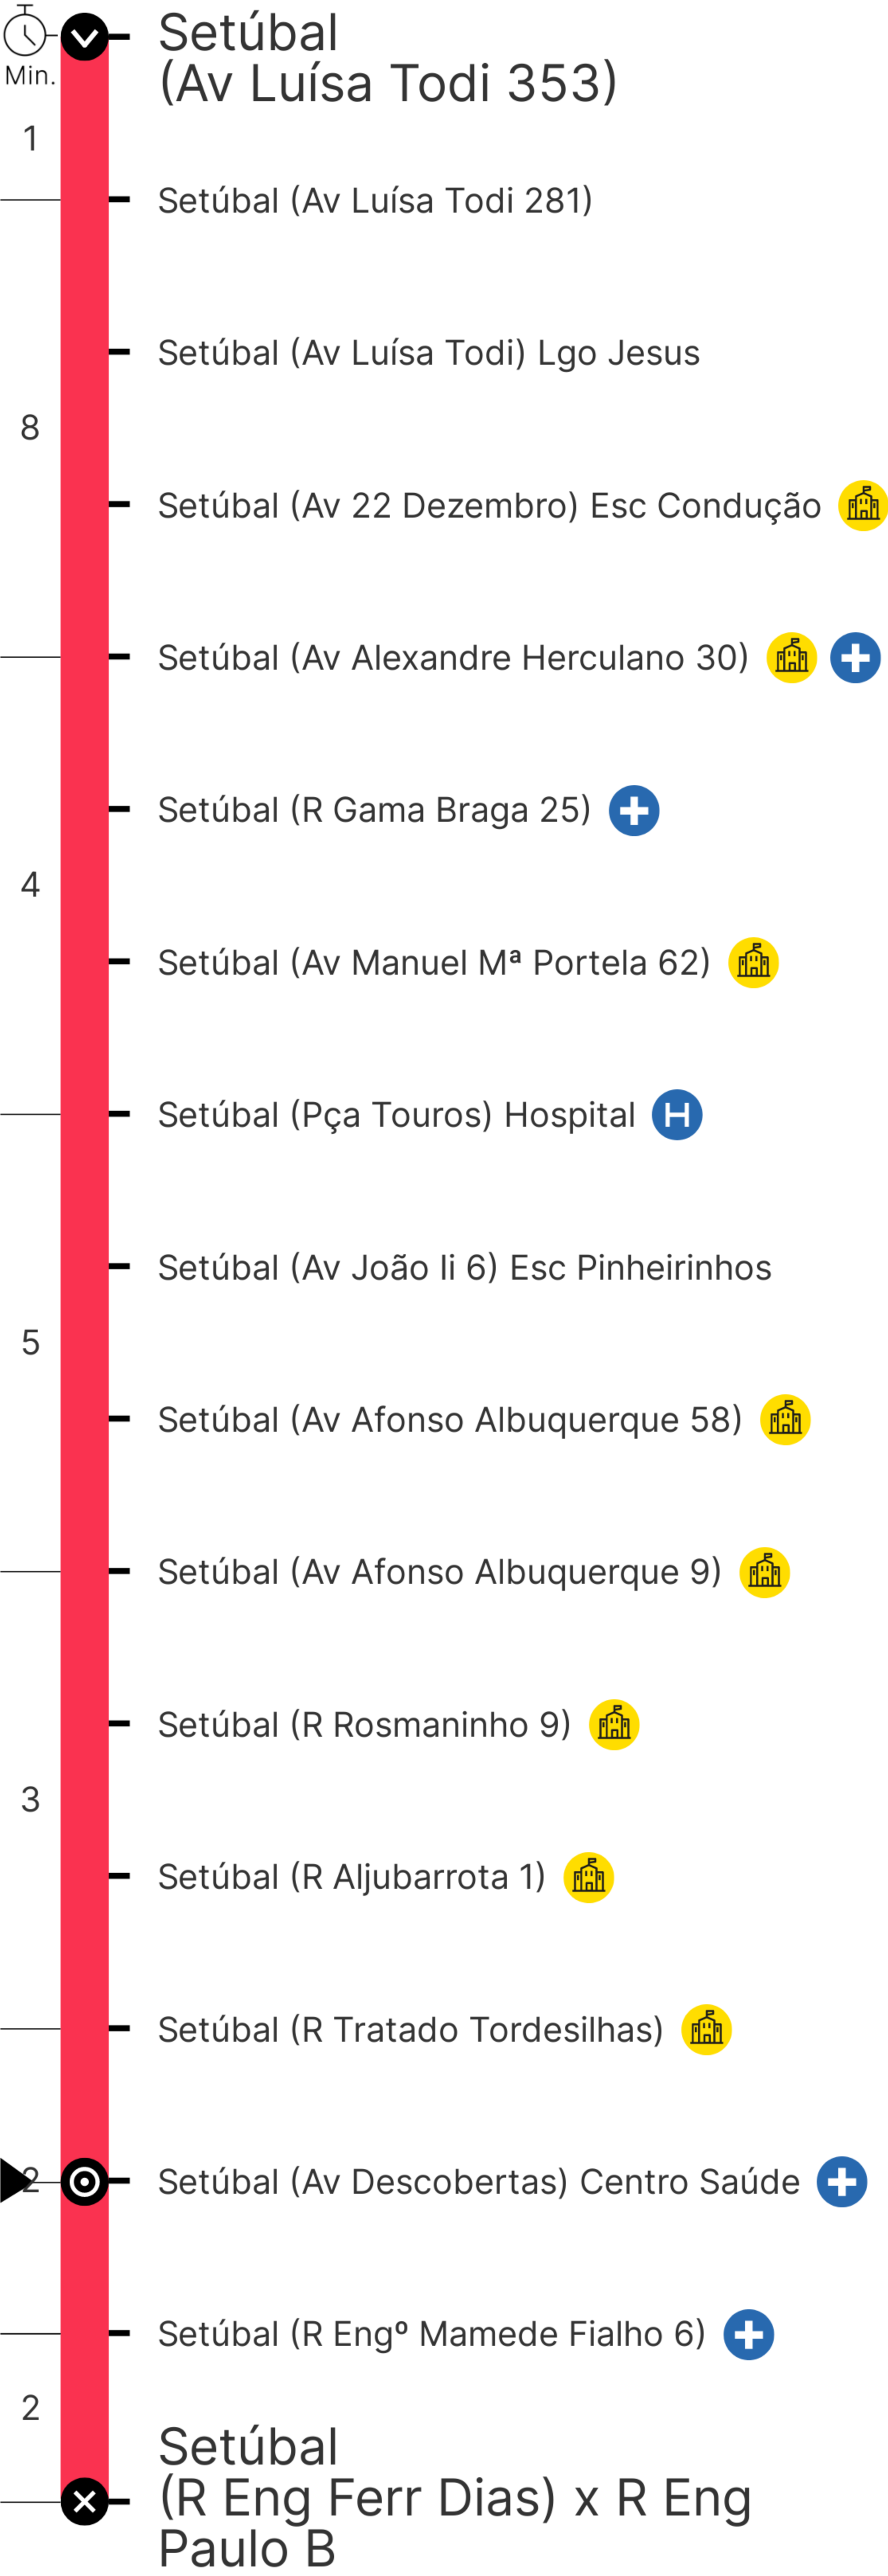 Setúbal
(Av Luísa Todi 353)
Min.
1
Setúbal (Av Luísa Todi 281)
Setúbal (Av Luísa Todi) Lgo Jesus
8
Setúbal (Av 22 Dezembro) Esc Condução
Setúbal (Av Alexandre Herculano 30)
Setúbal (R Gama Braga 25)
4
Setúbal (Av Manuel Mª Portela 62)
Setúbal (Pça Touros) Hospital H
Setúbal (Av João Ii 6) Esc Pinheirinhos
5
Setúbal (Av Afonso Albuquerque 58)
Setúbal (Av Afonso Albuquerque 9)
Setúbal (R Rosmaninho 9)
3
Setúbal (R Aljubarrota 1)
Setúbal (R Tratado Tordesilhas)
2 Setúbal (Av Descobertas) Centro Saúde
Setúbal (R Engº Mamede Fialho 6)
2
Setúbal
(R Eng Ferr Dias) x R Eng
Paulo B